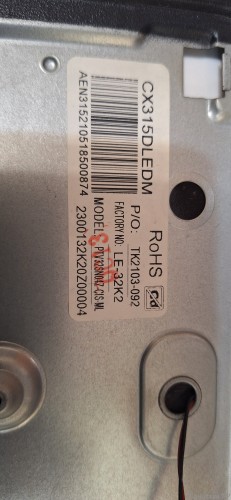 CX315DLEDM
AEN315210518500874
RoHS
P/O: TK2103-092
FACTORY NO. LE-32K2
2300132K20Z00004
MODEL: